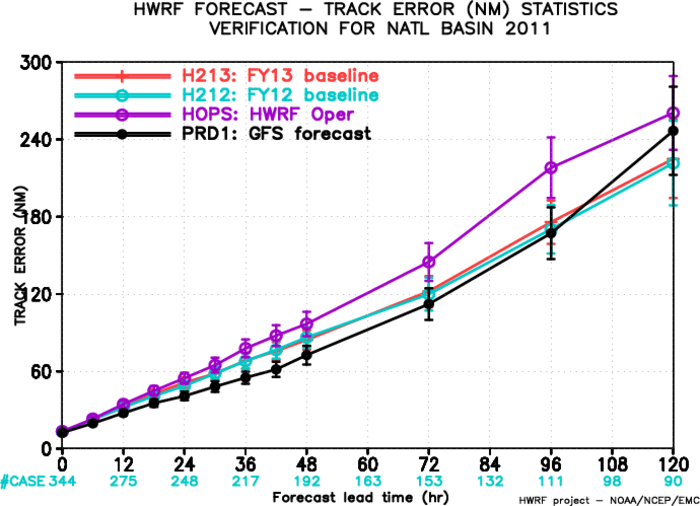 HWRF FORECAST – TRACK ERROR (NM) STATISTICS
VERIFICATION FOR NATL BASIN 2011
H213: FY13 baseline
H212: FY12 baseline
HOPS: HWRF Oper
PRD1: GFS forecast
TRACK ERROR (NM)
300
240
180
120
60
0
0 12 24 36 48 60 72 84 96 108 120
#CASE 344 275 248 217 192 163 153 132 111 98 90
Forecast lead time (hr)
HWRF project – NOAA/NCEP/EMC